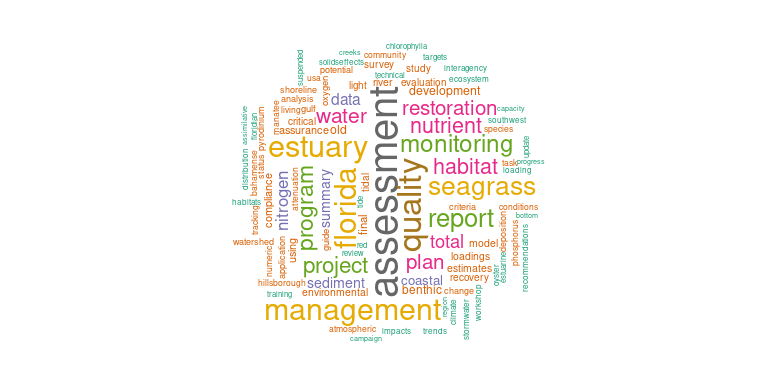 chlorophylla
creeks
community
targets
solids
effects
survey
suspended
potential
study
interagency
technical
usa
oxygen
light
river
evaluation
ecosystem
shoreline
development
analysis
data
restoration
capacity
living
gulf
water
southwest
manatee
critical
nutrient
species
assurance
old
florijplan
assimilative
pyrodinium
estuary
monitoring
update
assessment
quality
habitat
task
progress
loading
distribution
bahamense
status
compliance
nitrogen
attenuation
program
summary
florida
tidal
tide
seagrass
habitats
tracking
criteria
conditions
report
bottom
guide
final
watershed
using
red
review
total
model
deposition
phosphorus
recommendations
numeric
application
project
plan
loadings
estuarine
estimates
oyster
recovery
hillsborough
sediment
coastal
training
environmental
benthic
change
workshop
management
region
climate
stormwater
atmospheric
impacts
trends
campaign